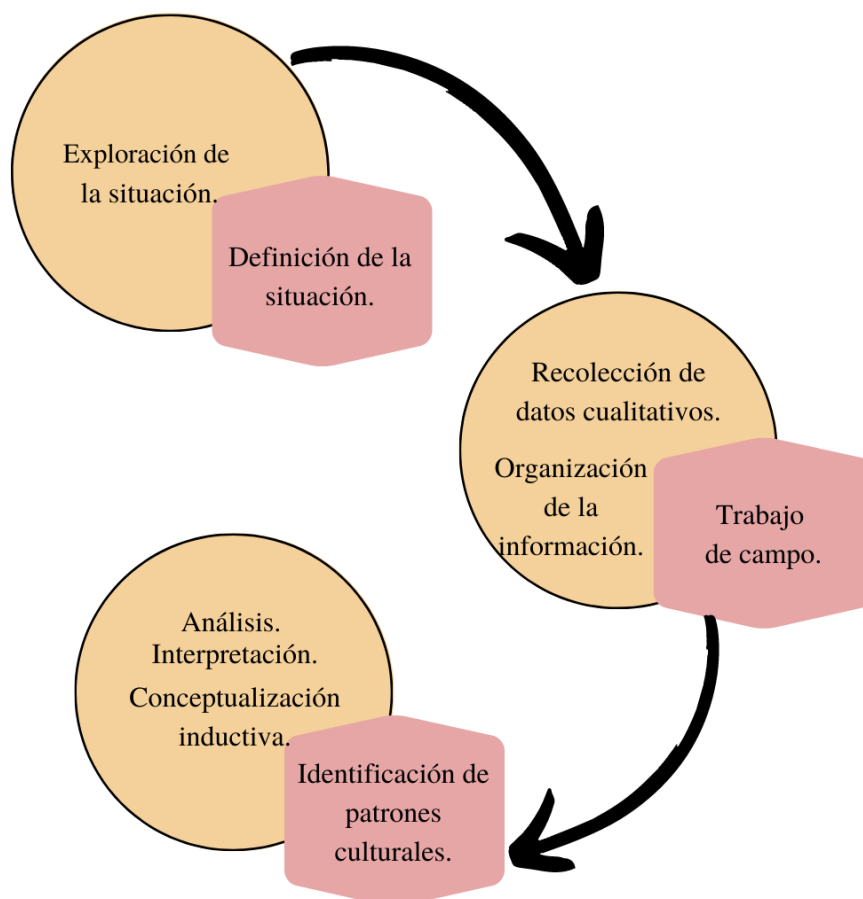 Exploración de
la situación.
Definición de la
situación.
Recolección de
datos cualitativos.
Organización
de la
información.
Trabajo
de campo.
Análisis.
Interpretación.
Conceptualización
inductiva.
Identificación de
patrones
culturales.